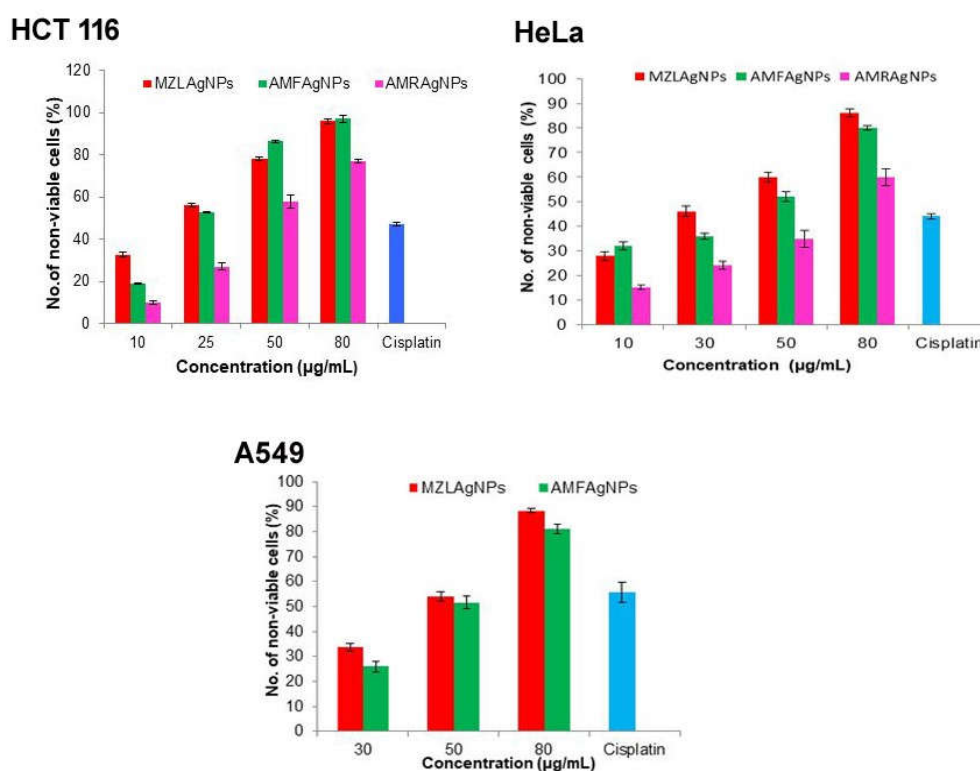 HCT 116
120
100
80
60
40
20
0
No.of non-viable cells (%)
MZLAgNPs AMFAgNPs AMRAgNPs
10 25 50 80 Cisplatin
Concentration (µg/mL)
HeLa
100
90
80
70
60
50
40
30
20
10
0
No. of non-viable cells (%)
MZLAgNPs AMFAgNPs AMRAgNPs
10 30 50 80 Cisplatin
Concentration (µg/mL)
A549
100
90
80
70
60
50
40
30
20
10
0
No. of non-viable cells (%)
MZLAgNPs AMFAgNPs
30 50 80 Cisplatin
Concentration (µg/mL)